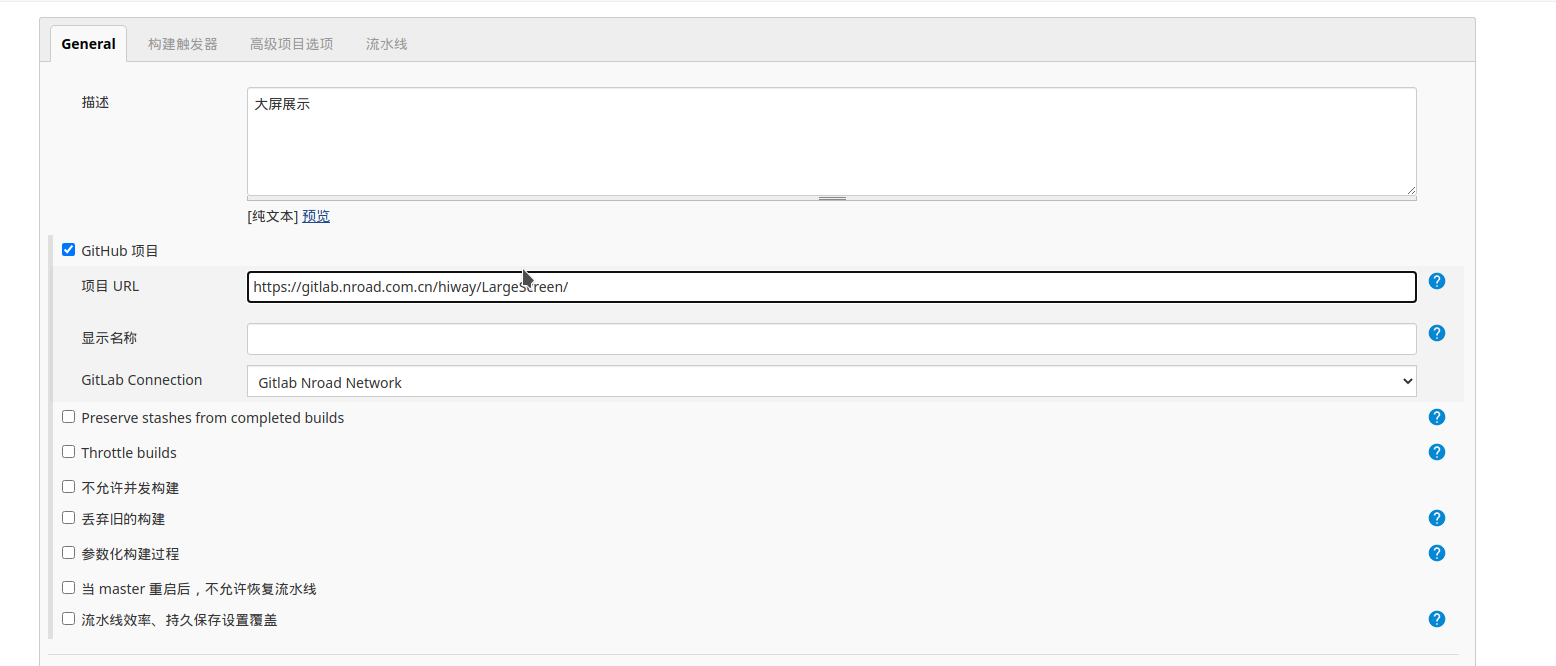 General 构建触发器 高级项目选项 流水线
描述
大屏展示
[纯文本] 预览
GitHub 项目
项目 URL
https://gitlab.nroad.com.cn/hiway/LargeScreen/
显示名称
GitLab Connection
Gitlab Nroad Network
Preserve stashes from completed builds
Throttle builds
不允许并发构建
丢弃旧的构建
参数化构建过程
当 master 重启后，不允许恢复流水线
流水线效率、持久保存设置覆盖